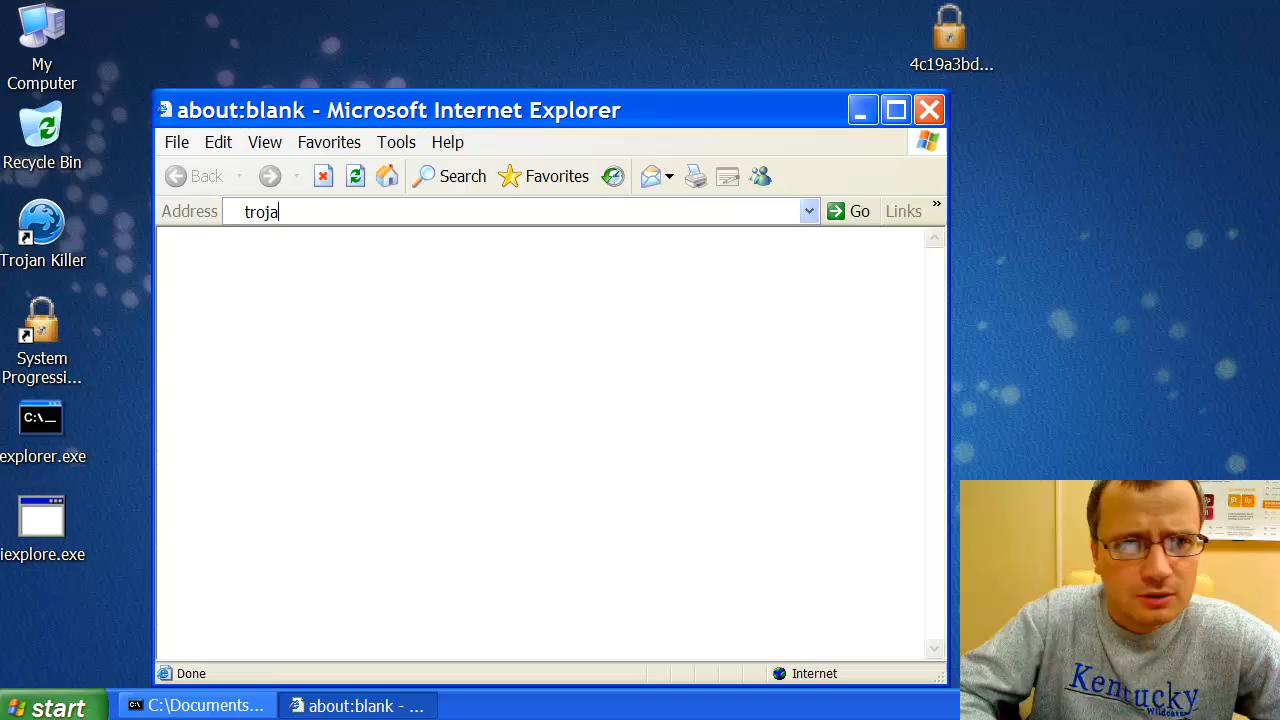 My
Computer
Recycle Bin
Trojan Killer
System
Progressi...
C:\_
explorer.exe
iexplore.exe
4c19a3bd...
about:blank - Microsoft Internet Explorer
File Edit View Favorites Tools Help
Back Search Favorites
Address troja Go Links »
Done Internet
start C:\Documents... about:blank - ...
Kentucky
Wildcats